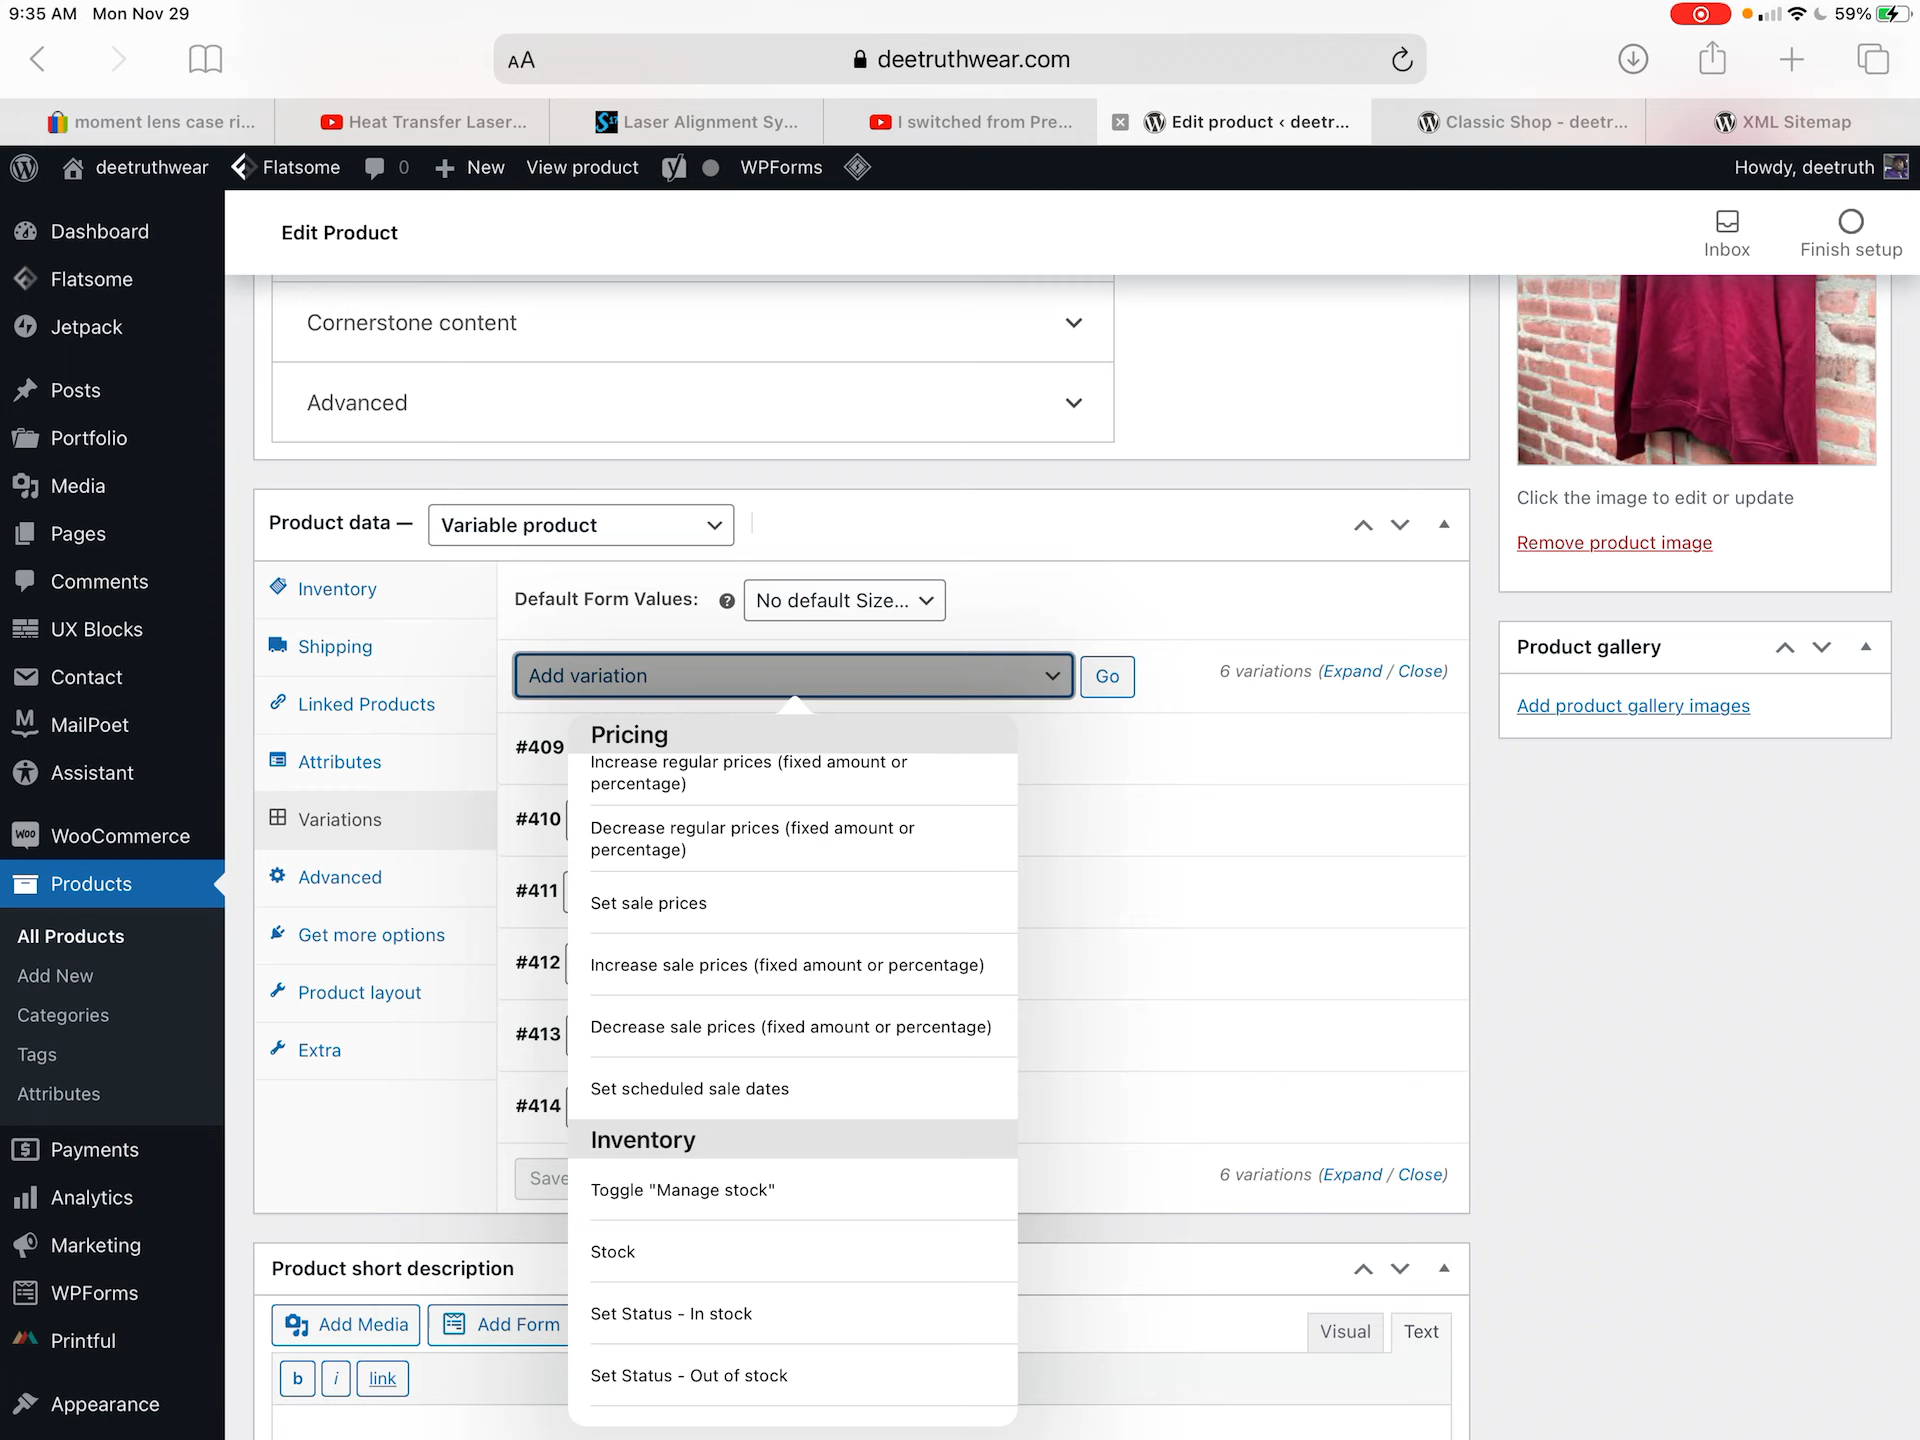 9:35 AM Mon Nov 29
59%
AA
deetruthwear.com
moment lens case ri...
Heat Transfer Laser...
Laser Alignment Sy...
I switched from Pre...
Edit product ‹ deetr...
Classic Shop - deetr...
XML Sitemap
deetruthwear
Flatsome
0
New
View product
WPForms
Howdy, deetruth
Edit Product
Inbox
Finish setup
Dashboard
Flatsome
Jetpack
Posts
Portfolio
Media
Pages
Comments
UX Blocks
Contact
MailPoet
Assistant
WooCommerce
Products
All Products
Add New
Categories
Tags
Attributes
Payments
Analytics
Marketing
WPForms
Printful
Appearance
Cornerstone content
Advanced
Product data —
Variable product
Inventory
Shipping
Linked Products
Attributes
Variations
Advanced
Get more options
Product layout
Extra
Default Form Values:
No default Size...
Add variation
Go
6 variations (Expand / Close)
#409
#410
#411
#412
#413
#414
Save
Pricing
Increase regular prices (fixed amount or
percentage)
Decrease regular prices (fixed amount or
percentage)
Set sale prices
Increase sale prices (fixed amount or percentage)
Decrease sale prices (fixed amount or percentage)
Set scheduled sale dates
Inventory
Toggle "Manage stock"
Stock
Set Status - In stock
Set Status - Out of stock
6 variations (Expand / Close)
Product short description
Add Media
Add Form
Visual
Text
b
i
link
Click the image to edit or update
Remove product image
Product gallery
Add product gallery images